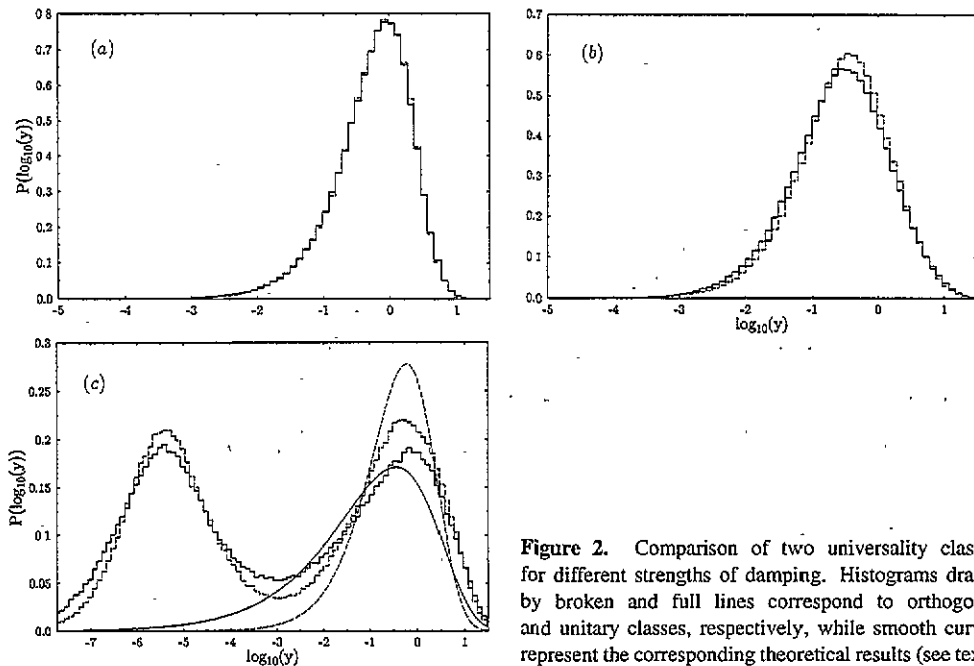 (a)
P(log10(y))
0.8
0.7
0.6
0.5
0.4
0.3
0.2
0.1
0.0
-5 -4 -3 -2 -1 0 1
(b)
0.7
0.6
0.5
0.4
0.3
0.2
0.1
0.0
-5 -4 -3 -2 -1 0 1
log10(y)
(c)
P(log10(y))
0.3
0.25
0.2
0.15
0.1
0.05
0.0
-7 -6 -5 -4 -3 -2 -1 0 1
log10(y)
Figure 2. Comparison of two universality clas
for different strengths of damping. Histograms dra
by broken and full lines correspond to orthogo
and unitary classes, respectively, while smooth cur
represent the corresponding theoretical results (see tex